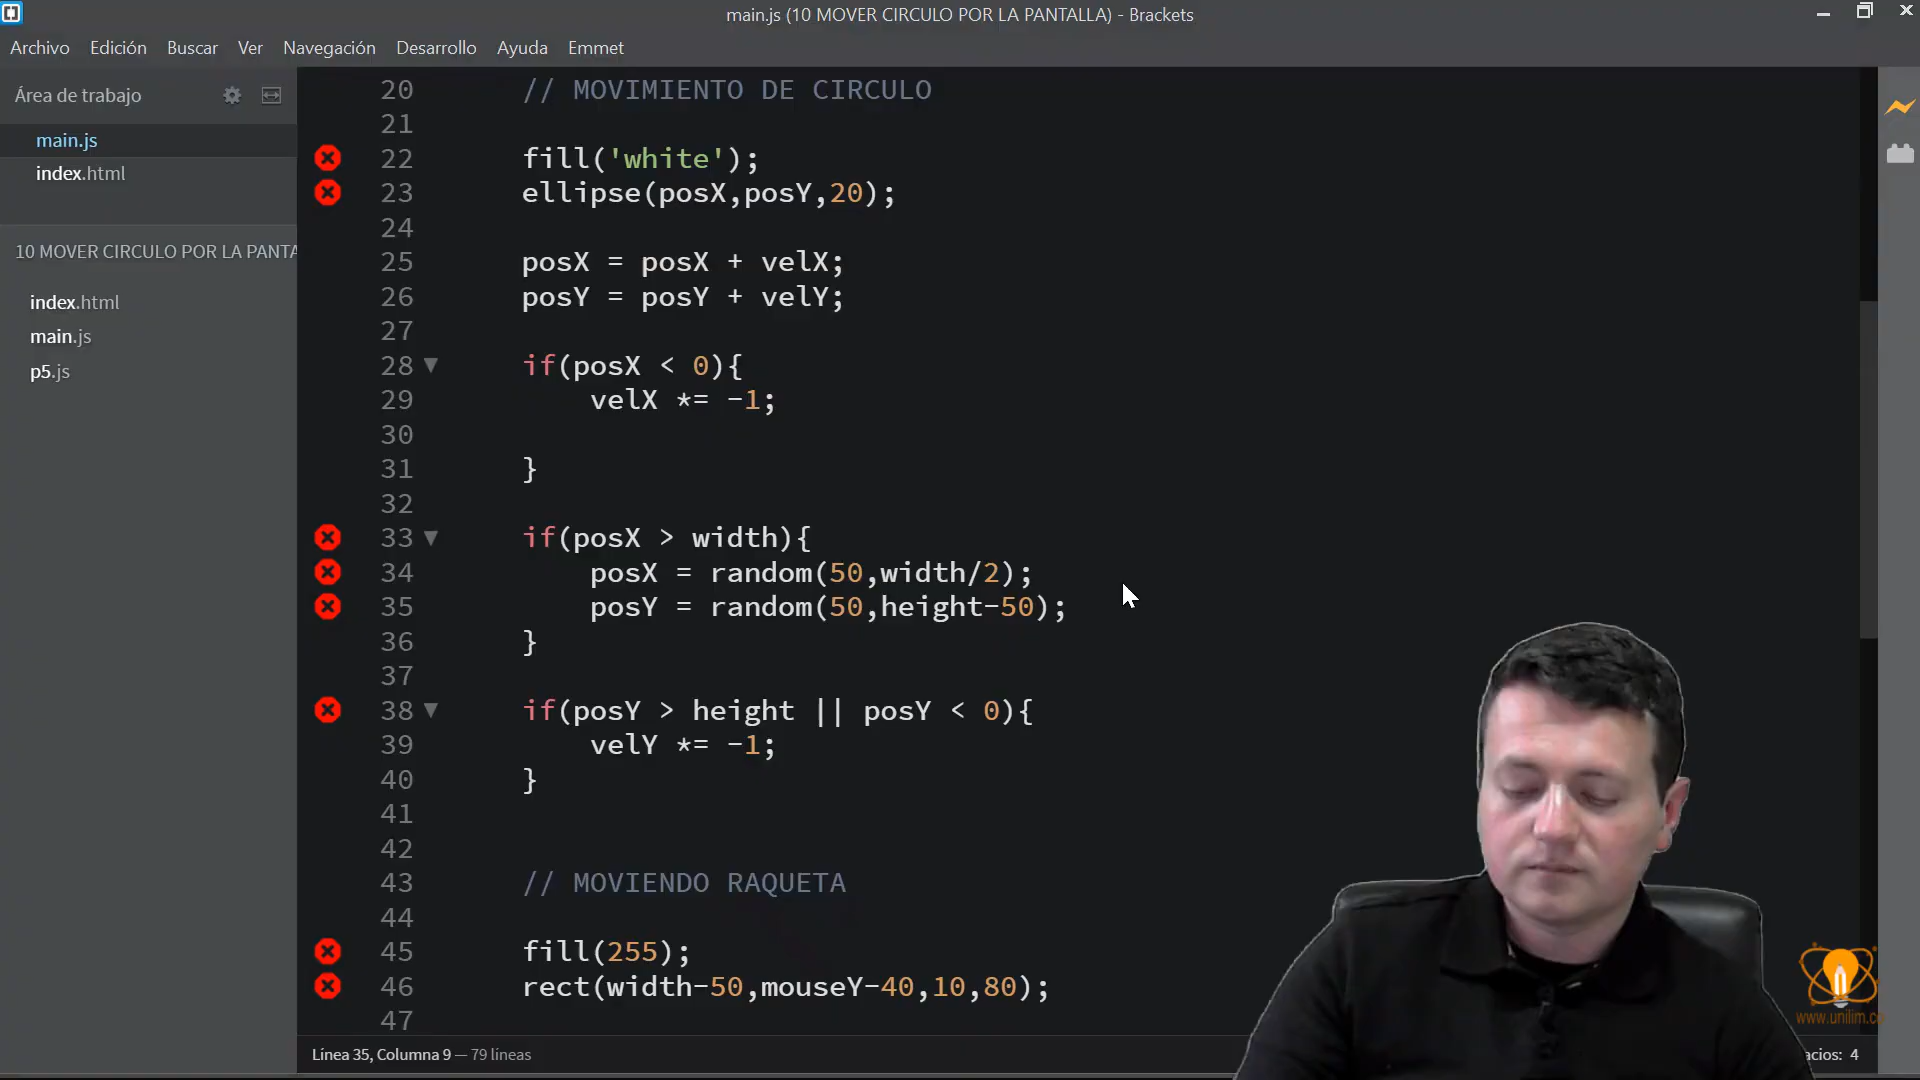 main.js (10 MOVER CIRCULO POR LA PANTALLA) - Brackets
Archivo Edición Buscar Ver Navegación Desarrollo Ayuda Emmet
Área de trabajo
main.js
index.html
10 MOVER CIRCULO POR LA PANTA
index.html
main.js
p5.js
20 // MOVIMIENTO DE CIRCULO
21
22 fill('white');
23 ellipse(posX,posY,20);
24
25 posX = posX + velX;
26 posY = posY + velY;
27
28 if(posX < 0){
29 velX *= -1;
30
31 }
32
33 if(posX > width){
34 posX = random(50,width/2);
35 posY = random(50,height-50);
36 }
37
38 if(posY > height || posY < 0){
39 velY *= -1;
40 }
41
42
43 // MOVIENDO RAQUETA
44
45 fill(255);
46 rect(width-50,mouseY-40,10,80);
47
Línea 35, Columna 9 — 79 líneas
acios: 4
www.unilim.c